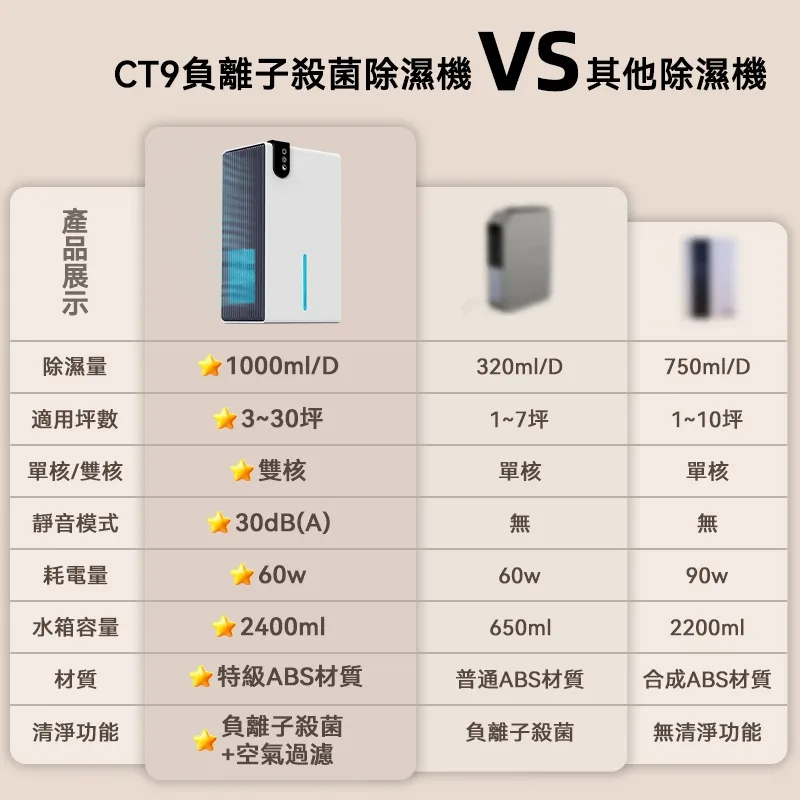 CT9負離子殺菌除濕機 VS 其他除濕機
產品展示
除濕量 1000ml/D 320ml/D 750ml/D
適用坪數 3~30坪 1~7坪 1~10坪
單核/雙核 雙核 單核 單核
靜音模式 30dB(A) 無 無
耗電量 60w 60w 90w
水箱容量 2400ml 650ml 2200ml
材質 特級ABS材質 普通ABS材質 合成ABS材質
清淨功能 負離子殺菌 負離子殺菌 無清淨功能
+空氣過濾